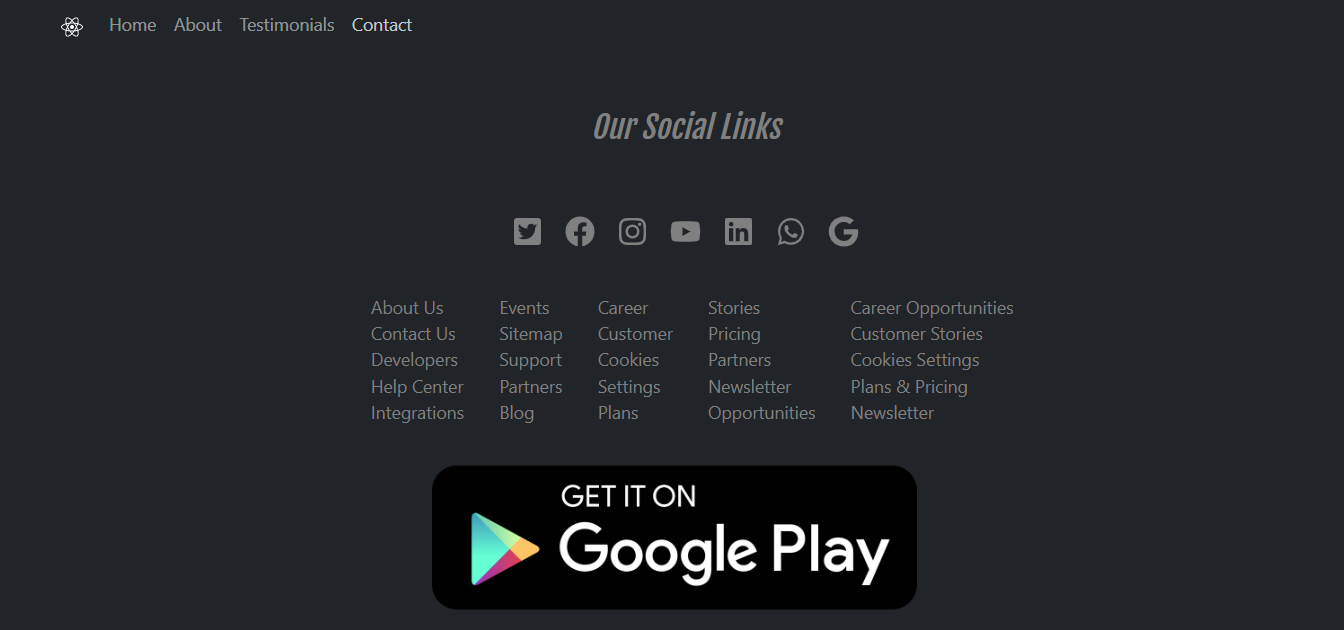 Home About Testimonials Contact
Our Social Links
About Us Events Career Stories Career Opportunities
Contact Us Sitemap Customer Pricing Customer Stories
Developers Support Cookies Partners Cookies Settings
Help Center Partners Settings Newsletter Plans & Pricing
Integrations Blog Plans Opportunities Newsletter
GET IT ON
Google Play